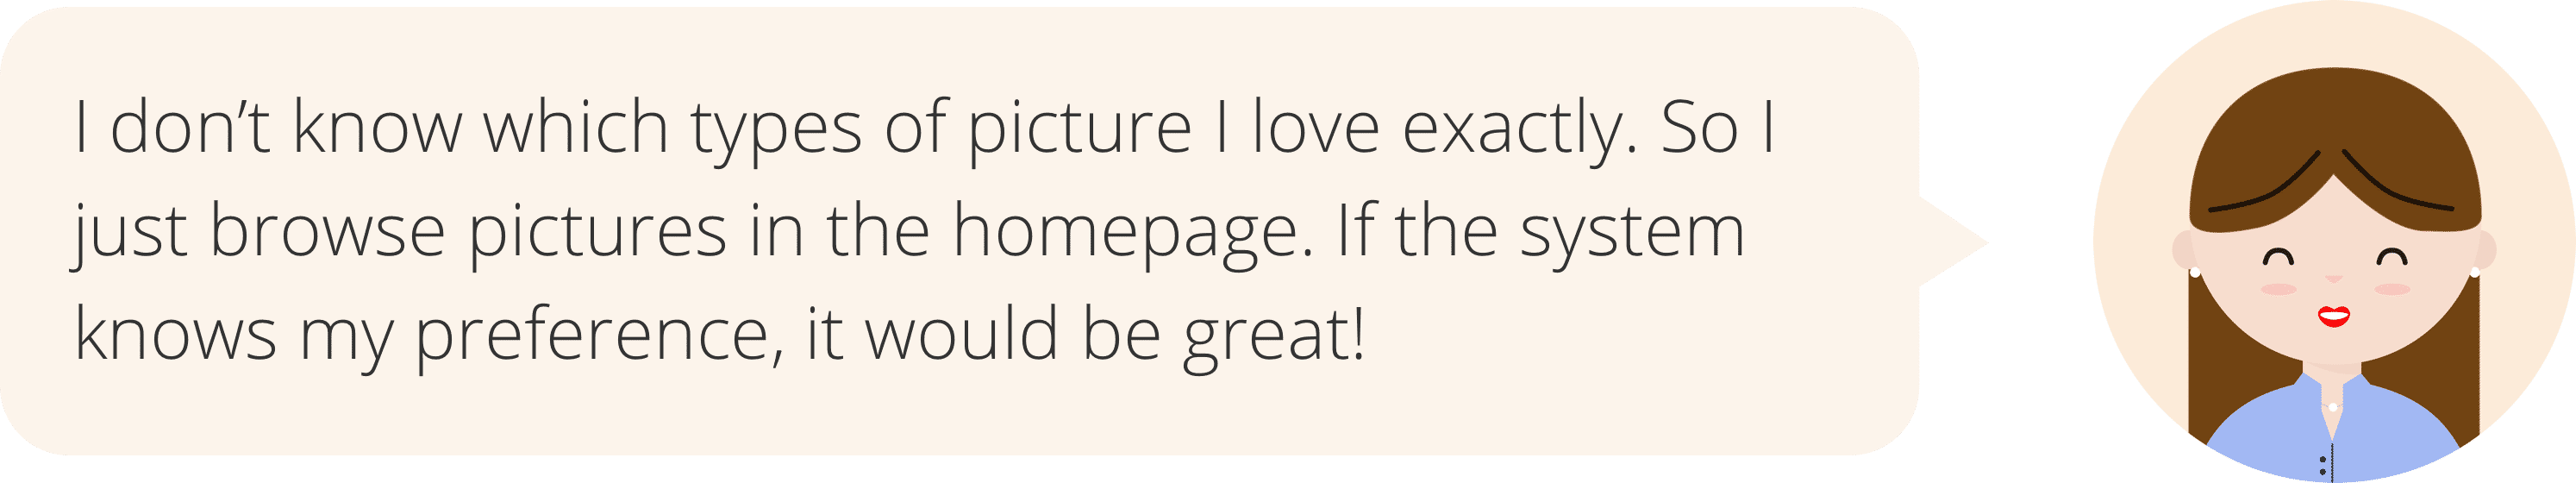 I don’t know which types of picture I love exactly. So I
just browse pictures in the homepage. If the system
knows my preference, it would be great!